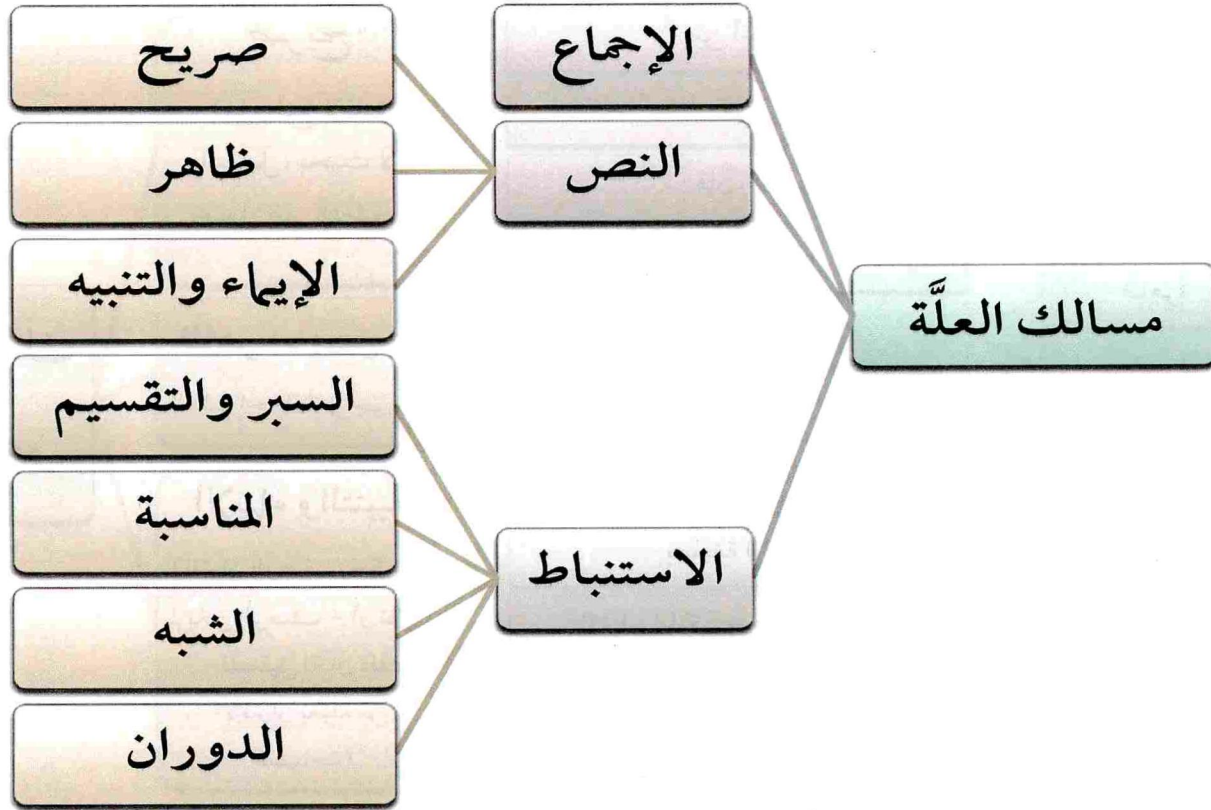 مسالك العلَّة
الإجماع
النص
صريح
ظاهر
الإيماء والتنبيه
الاستنباط
السبر والتقسيم
المناسبة
الشبه
الدوران